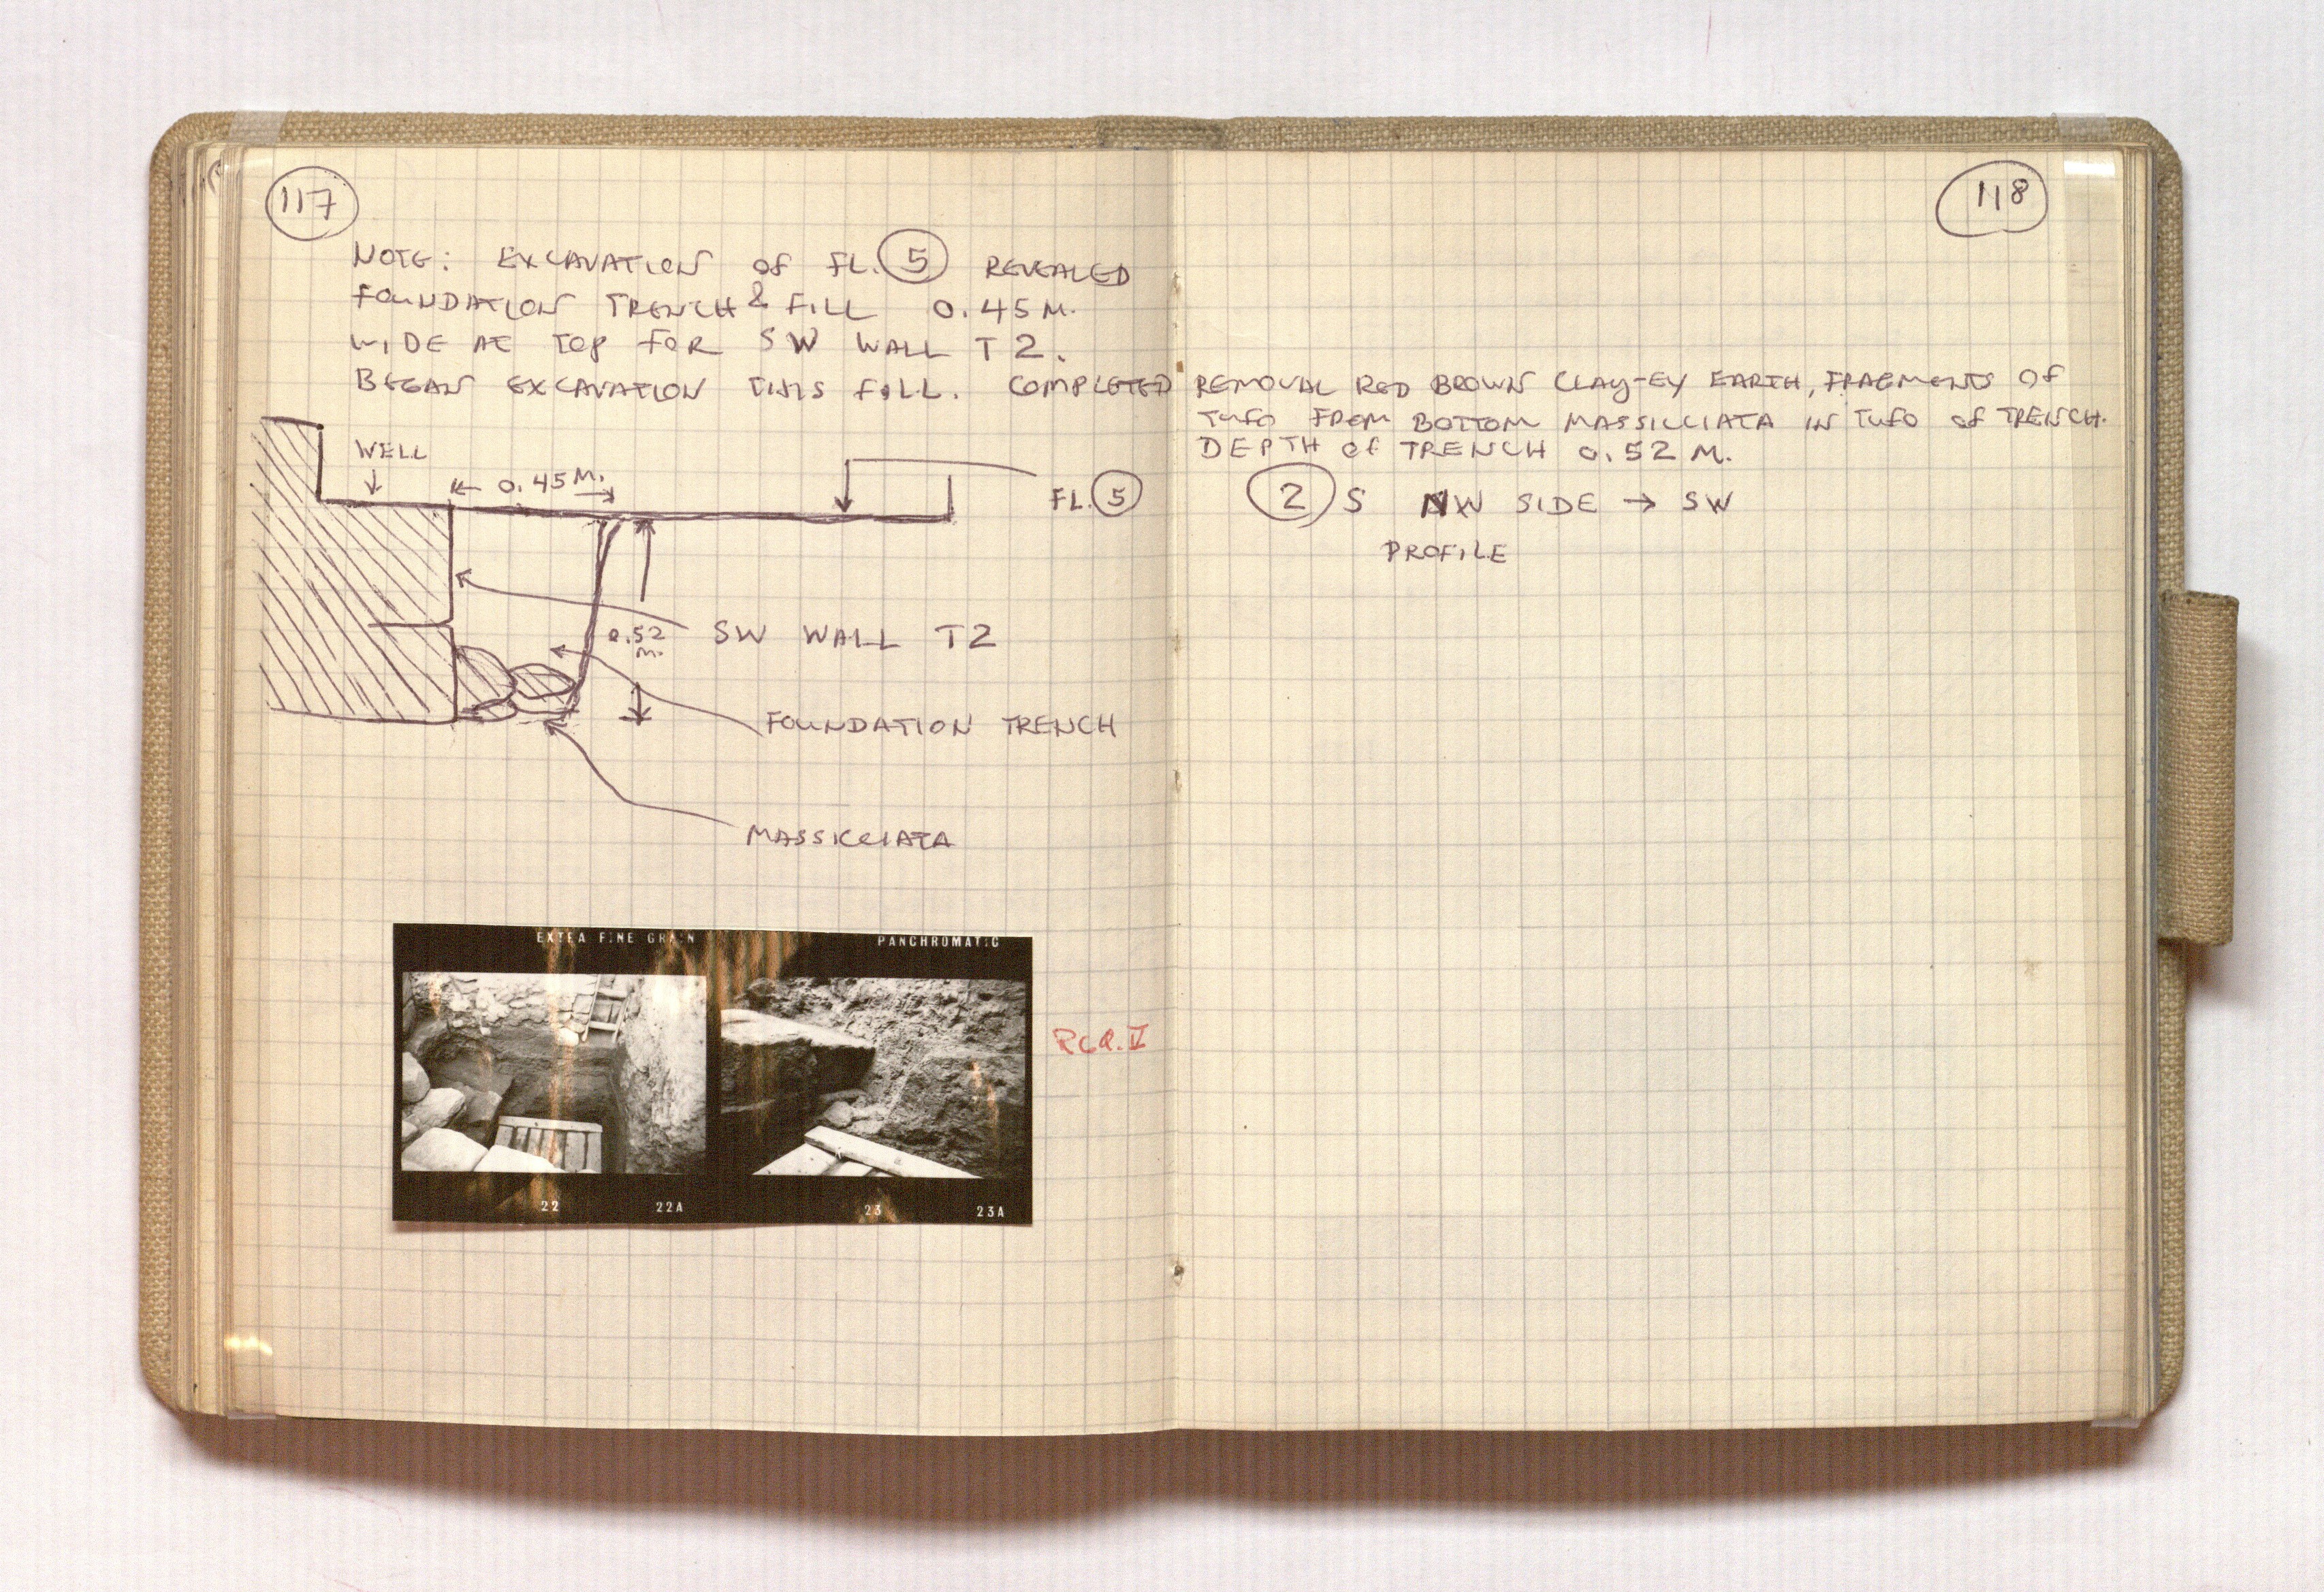 117
NOTE: EXCAVATION OF FL. 5 REVEALED
FOUNDATION TRENCH & FILL 0.45 M.
WIDE AT TOP FOR SW WALL T2.
BEGAN EXCAVATION THIS FILL. COMPLETED
WELL
0.45 M.
FL. 5
0.52
M.
SW WALL T2
FOUNDATION TRENCH
MASSICCIATA
EXTRA FINE GRAIN PANCHROMATIC
22 22A 23 23A
118
REMOVAL RED BROWN CLAY-EY EARTH, FRAGMENTS OF
TUFO FROM BOTTOM MASSICCIATA IN TUFO OF TRENCH.
DEPTH OF TRENCH 0.52 M.
2 S NW SIDE → SW
PROFILE